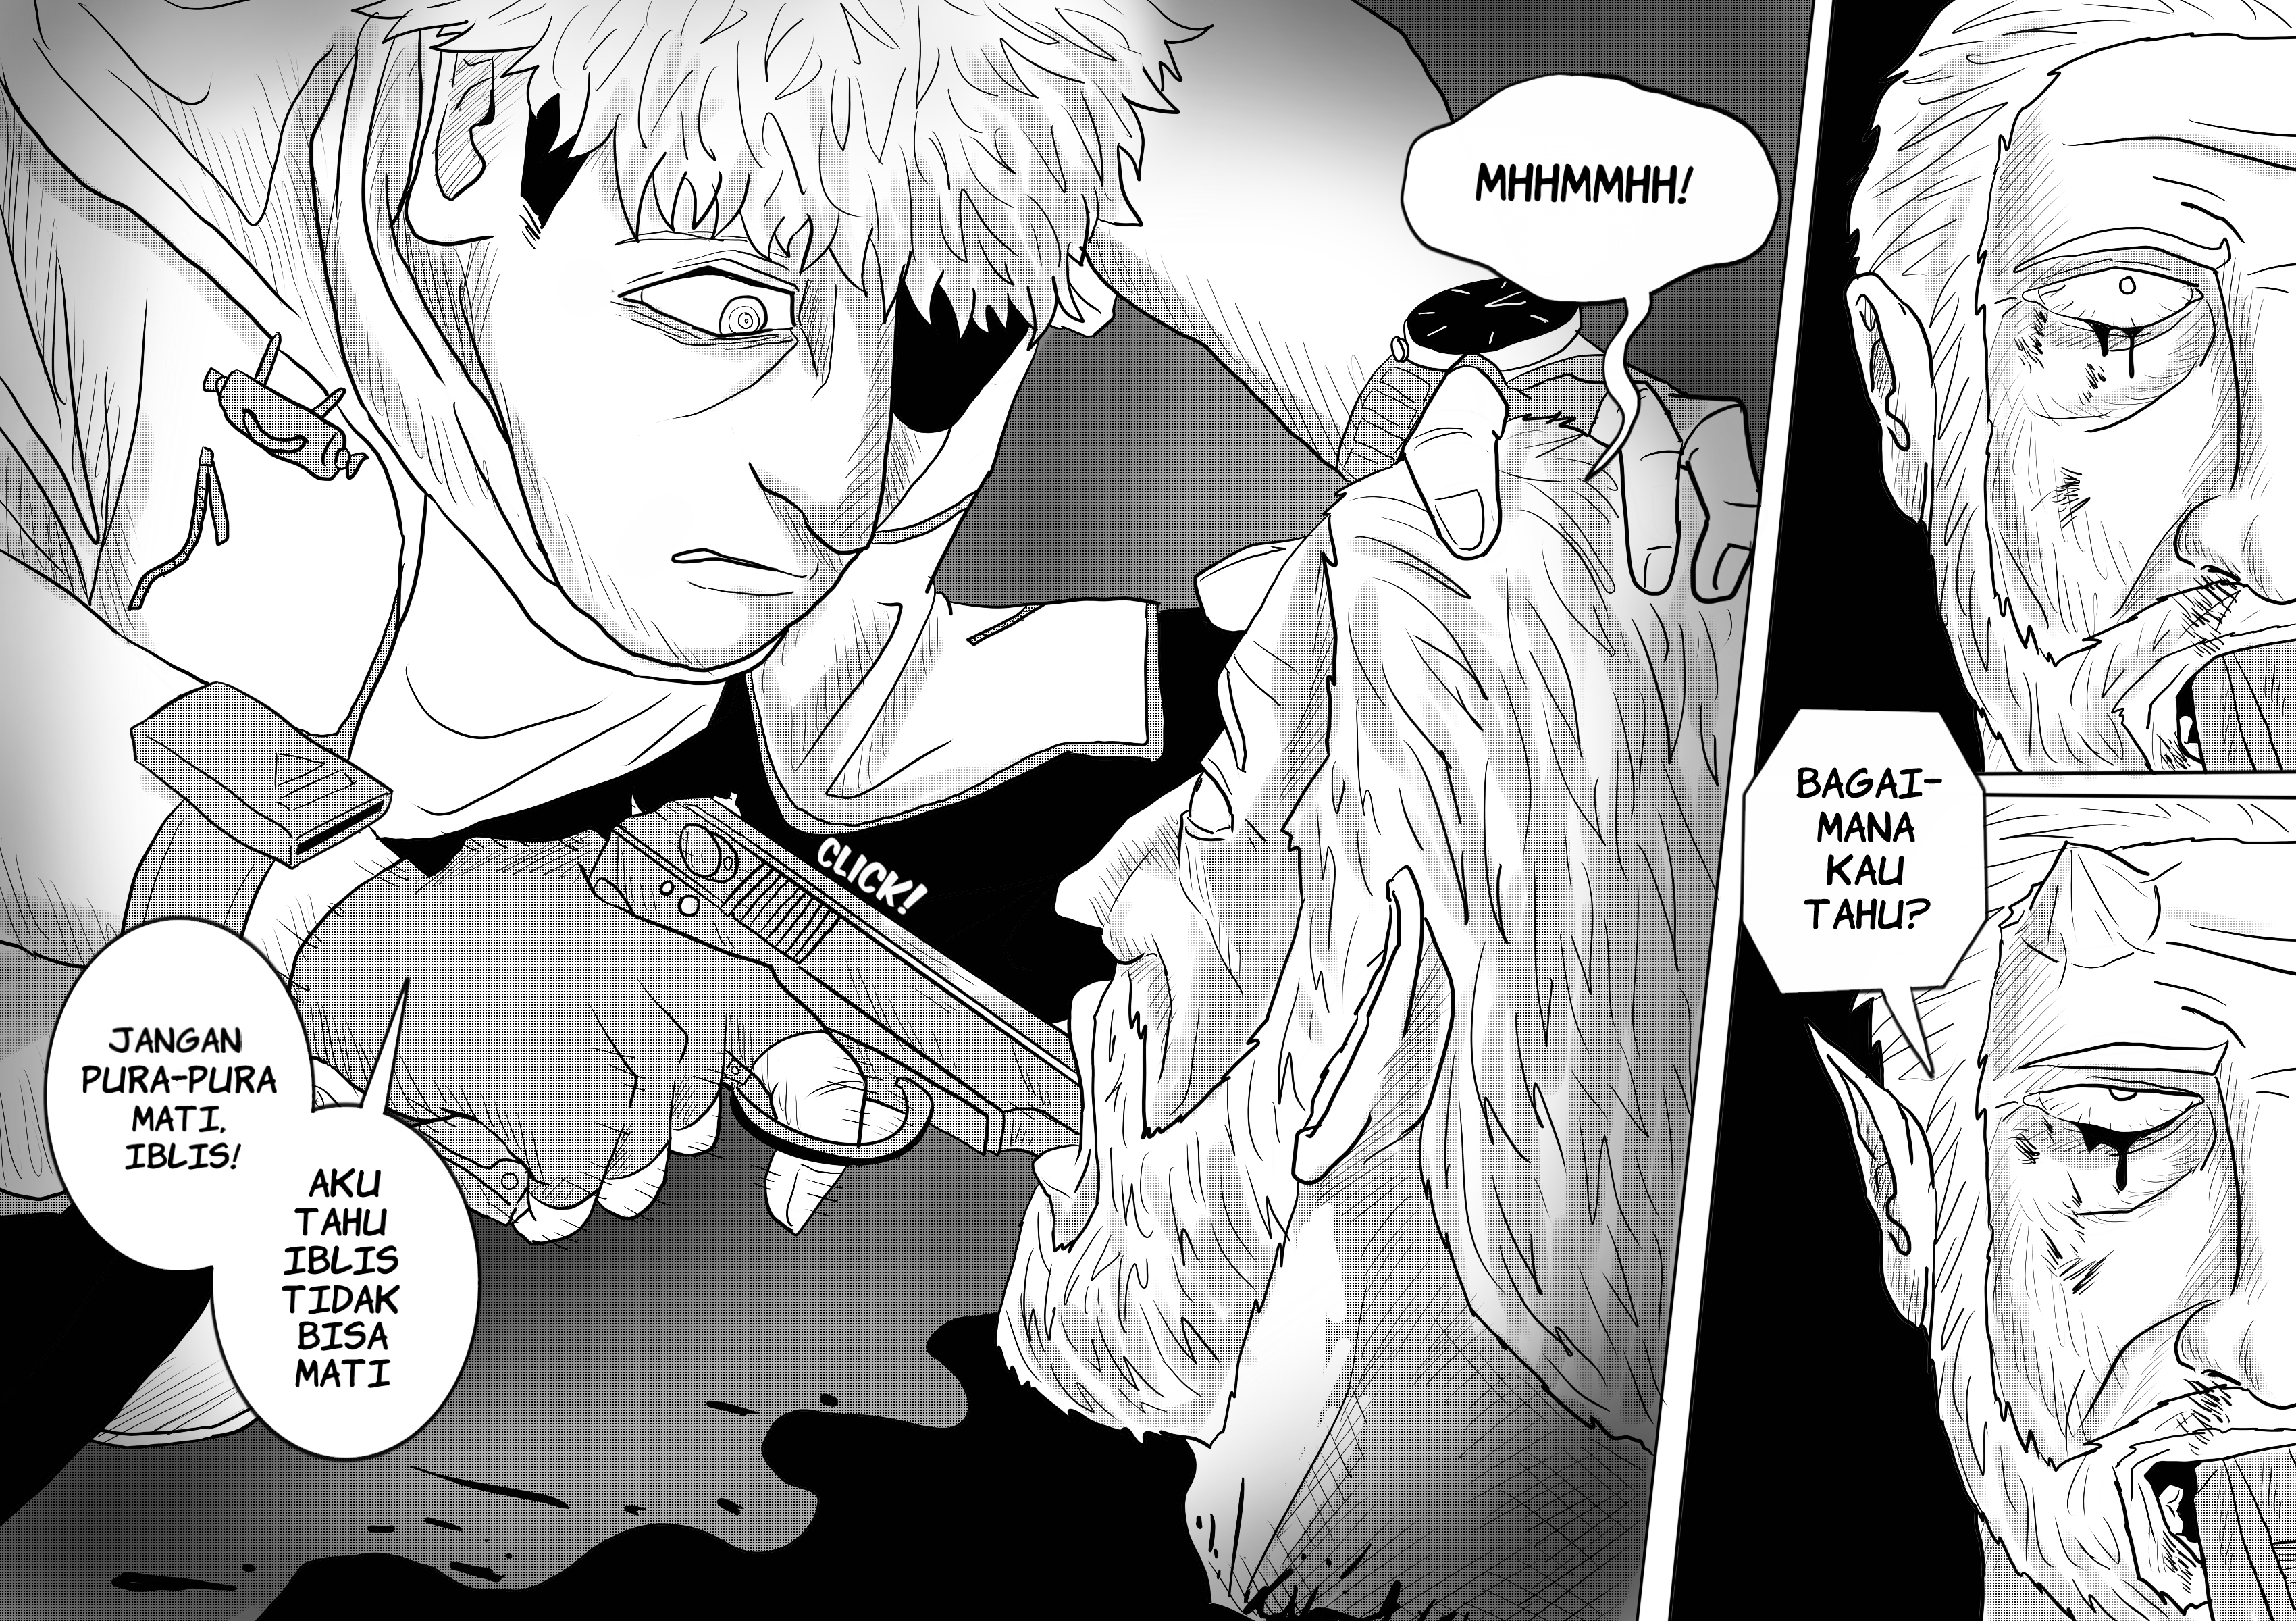 MHHMMHH!
CLICK!
JANGAN
PURA-PURA
MATI,
IBLIS!
AKU
TAHU
IBLIS
TIDAK
BISA
MATI
BAGAI-
MANA
KAU
TAHU?